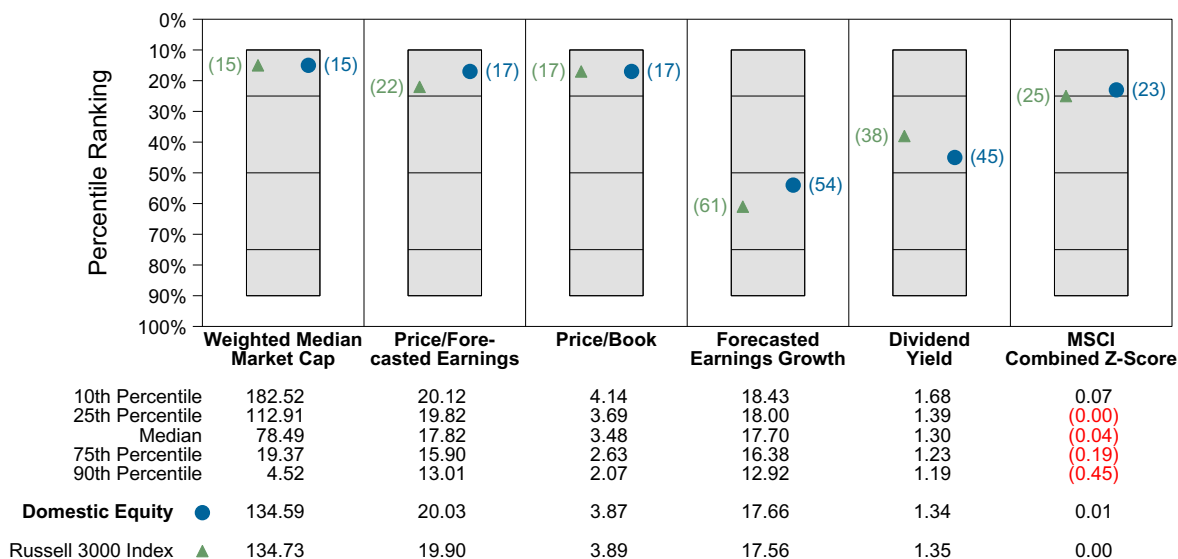 Percentile Ranking
0%
10%
20%
30%
40%
50%
60%
70%
80%
90%
100%
(15) (15)
(22) (17)
(17) (17)
(61) (54)
(38) (45)
(25) (23)
Weighted Median Market Cap
Price/Fore-casted Earnings
Price/Book
Forecasted Earnings Growth
Dividend Yield
MSCI Combined Z-Score
10th Percentile 182.52 20.12 4.14 18.43 1.68 0.07
25th Percentile 112.91 19.82 3.69 18.00 1.39 (0.00)
Median 78.49 17.82 3.48 17.70 1.30 (0.04)
75th Percentile 19.37 15.90 2.63 16.38 1.23 (0.19)
90th Percentile 4.52 13.01 2.07 12.92 1.19 (0.45)
Domestic Equity 134.59 20.03 3.87 17.66 1.34 0.01
Russell 3000 Index 134.73 19.90 3.89 17.56 1.35 0.00